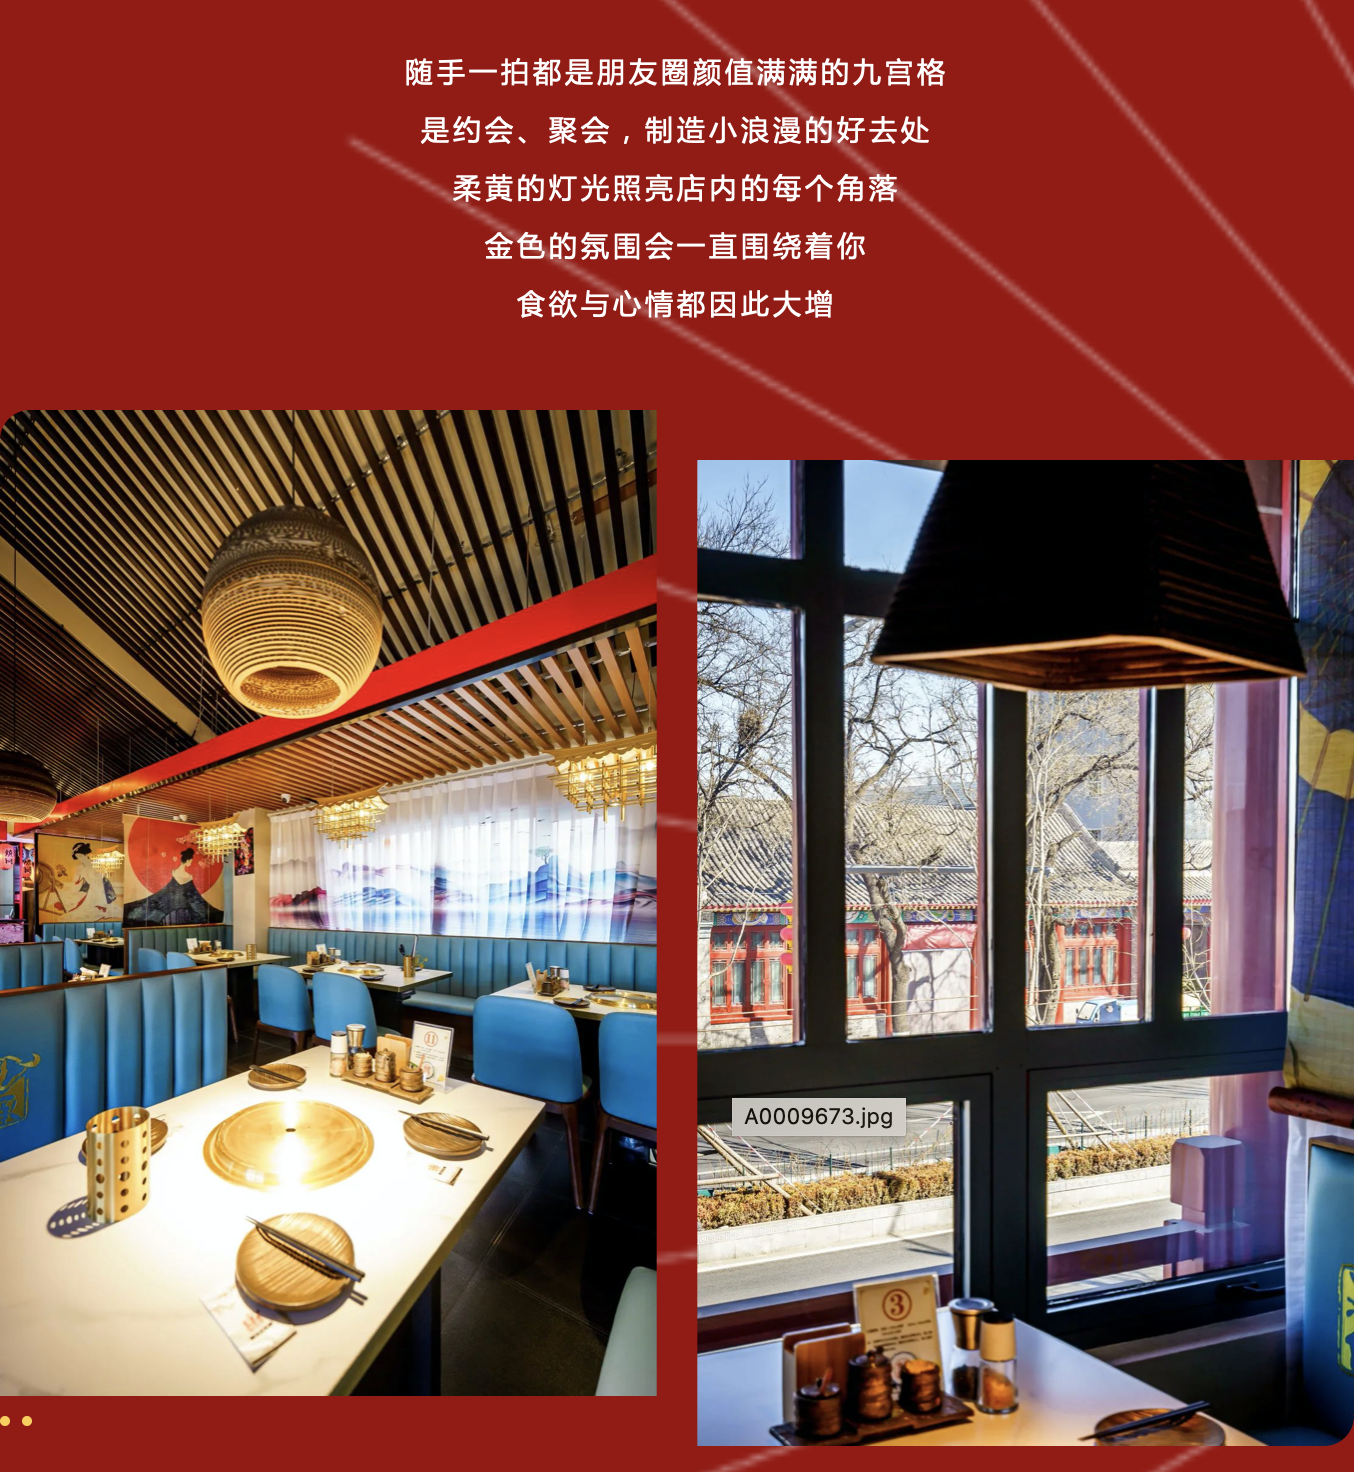 随手一拍都是朋友圈颜值满满的九宫格
是约会、聚会，制造小浪漫的好去处
柔黄的灯光照亮店内的每个角落
金色的氛围会一直围绕着你
食欲与心情都因此大增
11
A0009673.jpg
3